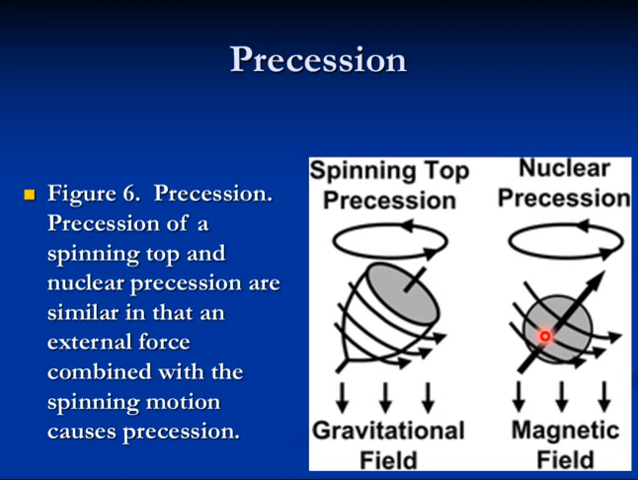 Precession
Figure 6.  Precession.
Precession of a
spinning top and
nuclear precession are
similar in that an
external force
combined with the
spinning motion
causes precession.
Spinning Top
Precession
Nuclear
Precession
Gravitational
Field
Magnetic
Field